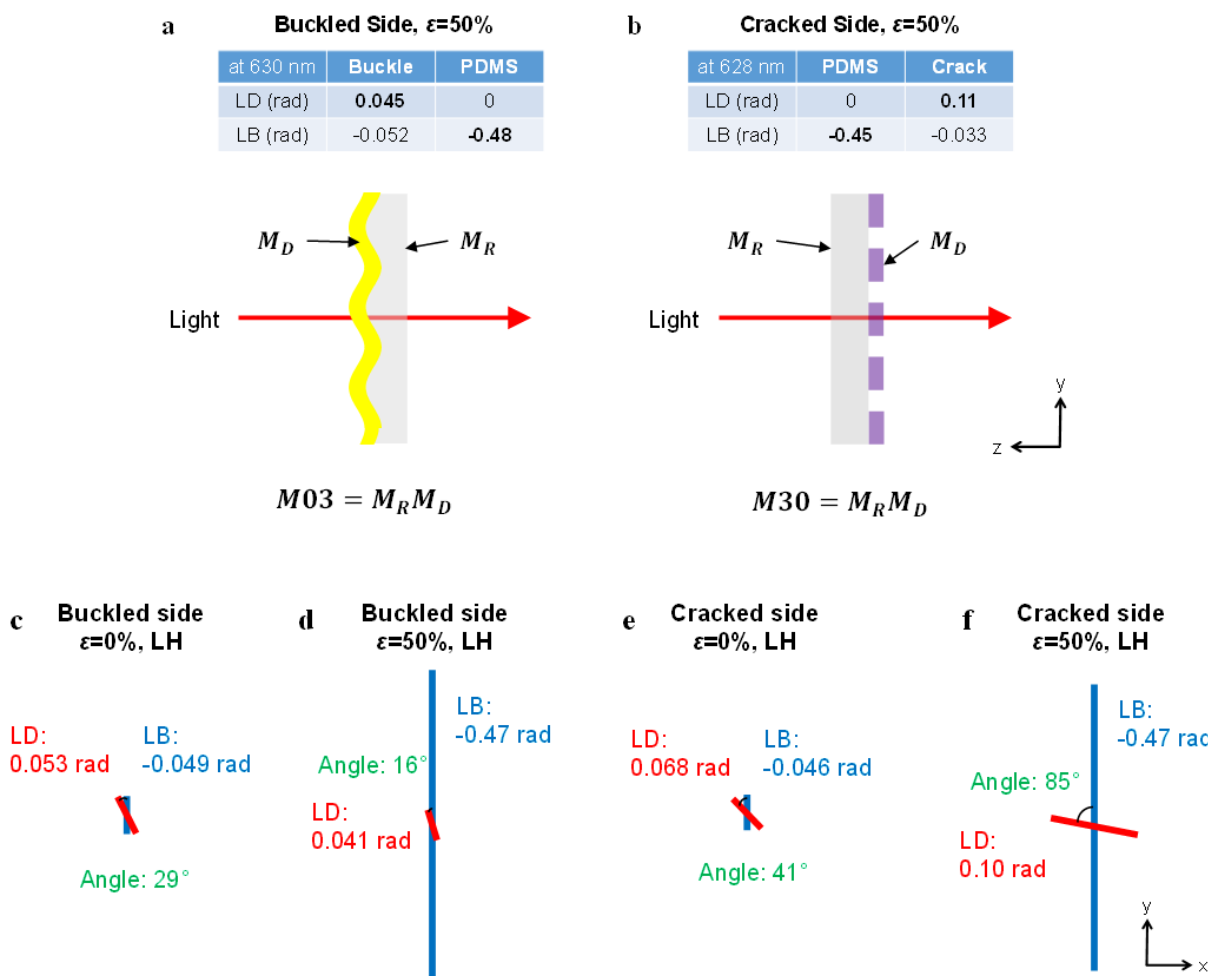 a
Buckled Side, ε=50%
at 630 nm Buckle PDMS
LD (rad) 0.045 0
LB (rad) -0.052 -0.48
M_D
M_R
Light
M03 = M_R M_D
b
Cracked Side, ε=50%
at 628 nm PDMS Crack
LD (rad) 0 0.11
LB (rad) -0.45 -0.033
M_R
M_D
Light
y
z
M30 = M_R M_D
c
Buckled side
ε=0%, LH
LD:
0.053 rad
LB:
-0.049 rad
Angle: 29°
d
Buckled side
ε=50%, LH
LB:
-0.47 rad
Angle: 16°
LD:
0.041 rad
e
Cracked side
ε=0%, LH
LD:
0.068 rad
LB:
-0.046 rad
Angle: 41°
f
Cracked side
ε=50%, LH
LB:
-0.47 rad
Angle: 85°
LD:
0.10 rad
y
x